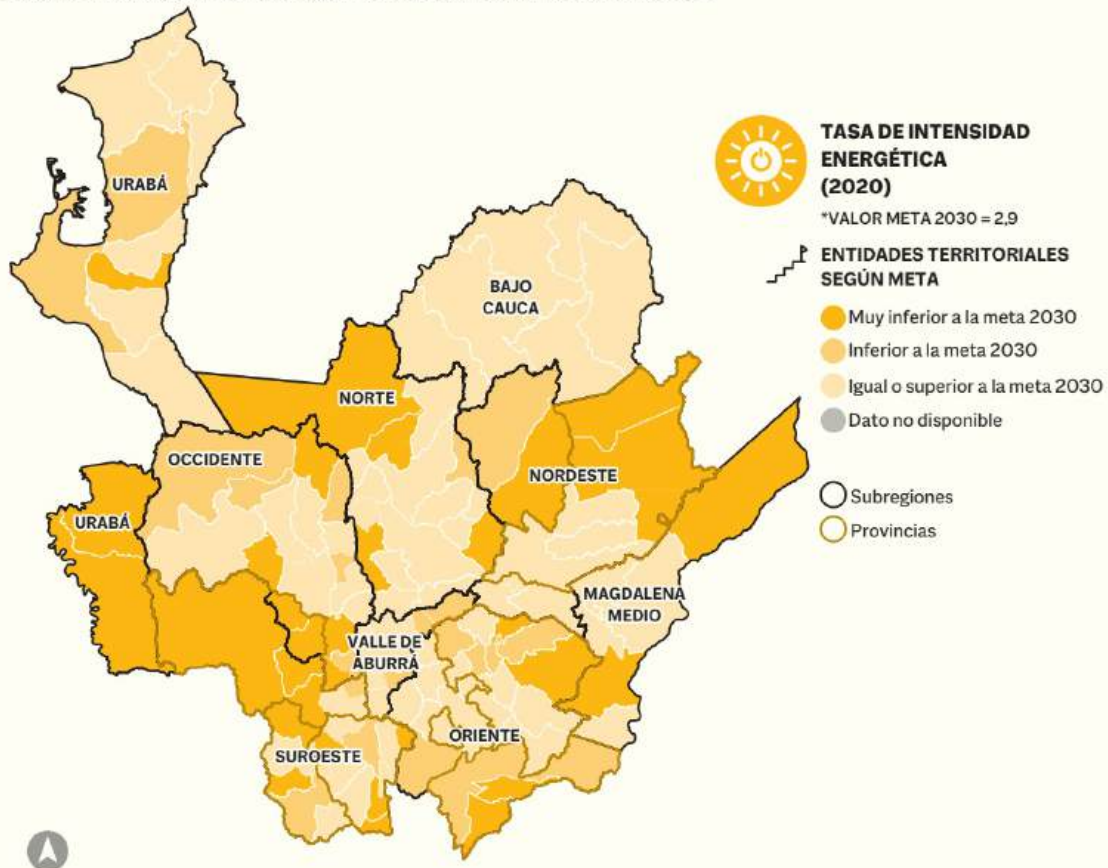 TASA DE INTENSIDAD
ENERGÉTICA
(2020)
*VALOR META 2030 = 2,9
ENTIDADES TERRITORIALES
SEGÚN META
Muy inferior a la meta 2030
Inferior a la meta 2030
Igual o superior a la meta 2030
Dato no disponible
Subregiones
Provincias
URABÁ
BAJO
CAUCA
NORTE
OCCIDENTE
NORDESTE
URABÁ
MAGDALENA
MEDIO
VALLE DE
ABURRÁ
ORIENTE
SUROESTE